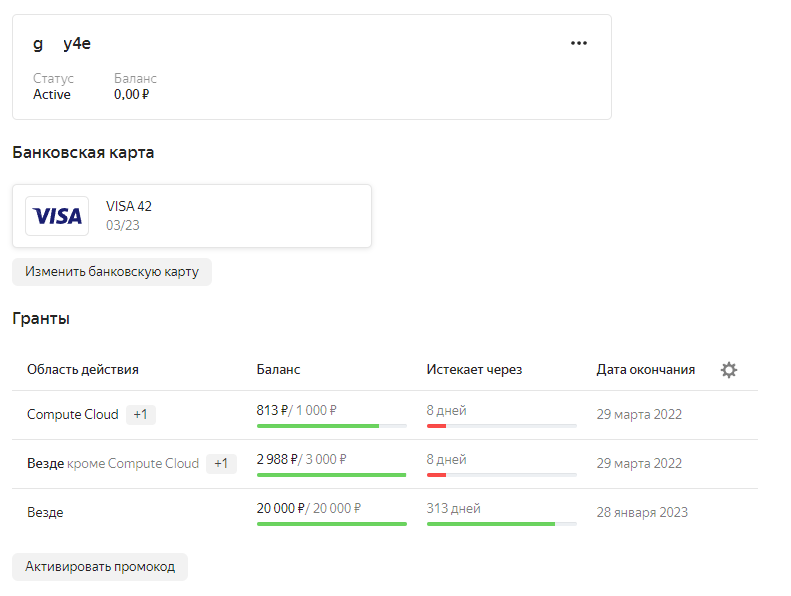 g y4e
Статус Баланс
Active 0,00 ₽
Банковская карта
VISA VISA 42
03/23
Изменить банковскую карту
Гранты
Область действия Баланс Истекает через Дата окончания
Compute Cloud +1 813 ₽/ 1 000 ₽ 8 дней 29 марта 2022
Везде кроме Compute Cloud +1 2 988 ₽/ 3 000 ₽ 8 дней 29 марта 2022
Везде 20 000 ₽/ 20 000 ₽ 313 дней 28 января 2023
Активировать промокод